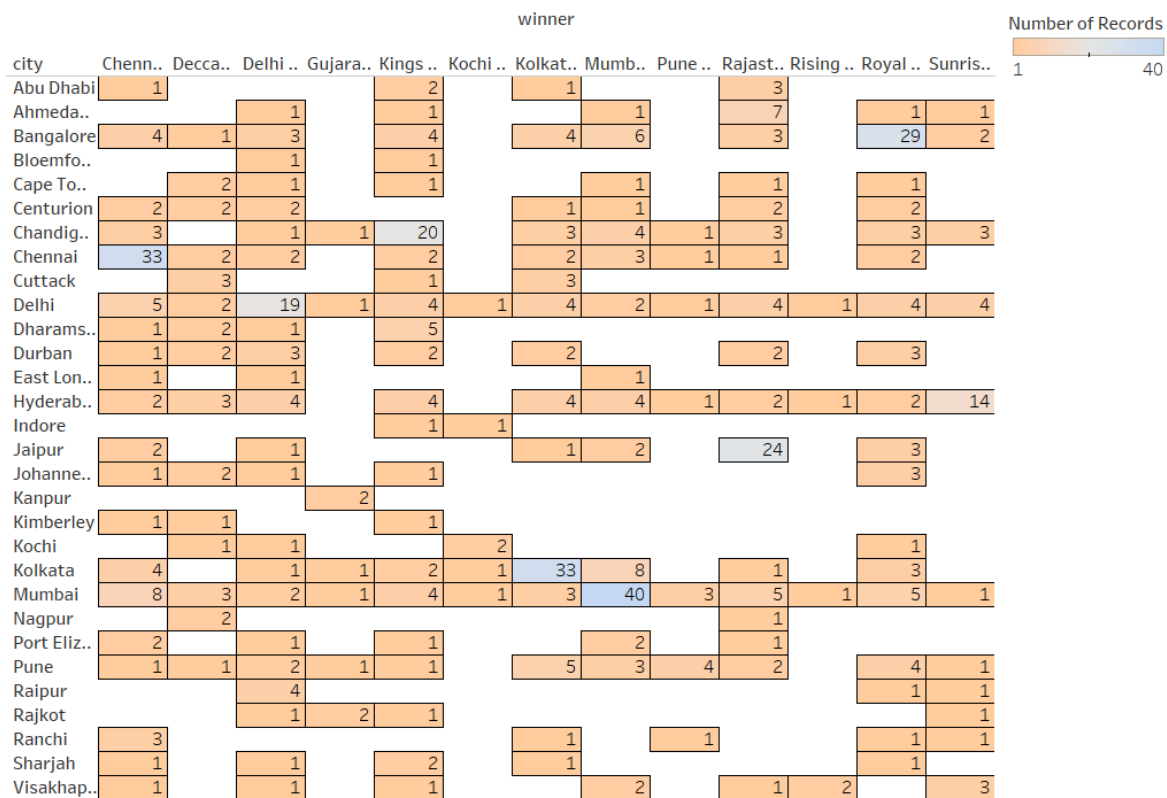 winner
Number of Records
1 40
city Chenn.. Decca.. Delhi .. Gujara.. Kings .. Kochi .. Kolkat.. Mumb.. Pune .. Rajast.. Rising .. Royal .. Sunris..
Abu Dhabi 1 2 1 3
Ahmeda.. 1 1 1 7 1 1
Bangalore 4 1 3 4 4 6 3 29 2
Bloemfo.. 1 1
Cape To.. 2 1 1 1 1 1
Centurion 2 2 2 1 1 2 2
Chandig.. 3 1 1 20 3 4 1 3 3 3
Chennai 33 2 2 2 2 3 1 1 2
Cuttack 3 1 3
Delhi 5 2 19 1 4 1 4 2 1 4 1 4 4
Dharams.. 1 2 1 5
Durban 1 2 3 2 2 2 3
East Lon.. 1 1 1
Hyderab.. 2 3 4 4 4 4 1 2 1 2 14
Indore 1 1
Jaipur 2 1 1 2 24 3
Johanne.. 1 2 1 1 3
Kanpur 2
Kimberley 1 1 1
Kochi 1 1 2 1
Kolkata 4 1 1 2 1 33 8 1 3
Mumbai 8 3 2 1 4 1 3 40 3 5 1 5 1
Nagpur 2 1
Port Eliz.. 2 1 1 2 1
Pune 1 1 2 1 1 5 3 4 2 4 1
Raipur 4 1 1
Rajkot 1 2 1 1
Ranchi 3 1 1 1 1
Sharjah 1 1 2 1 1
Visakhap.. 1 1 1 2 1 2 3